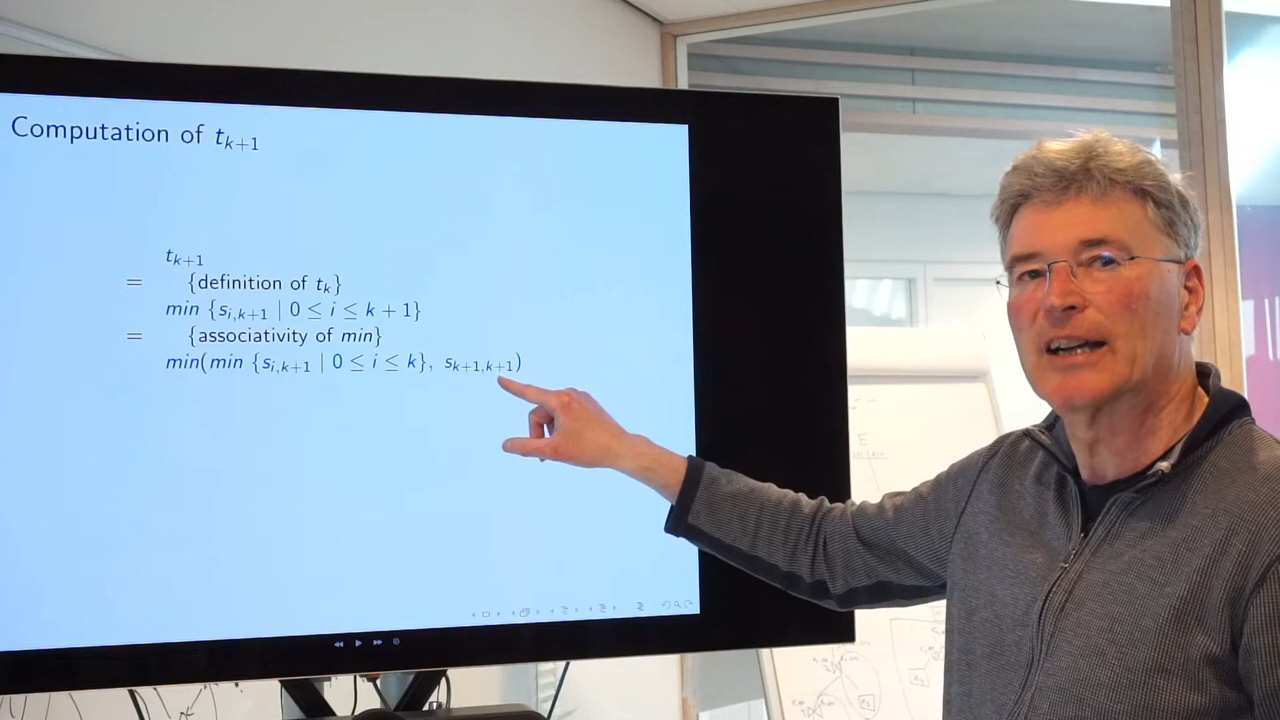 Computation of t_{k+1}
t_{k+1}
= {definition of t_k}
min {s_{i,k+1} | 0 ≤ i ≤ k + 1}
= {associativity of min}
min(min {s_{i,k+1} | 0 ≤ i ≤ k}, s_{k+1,k+1})
E